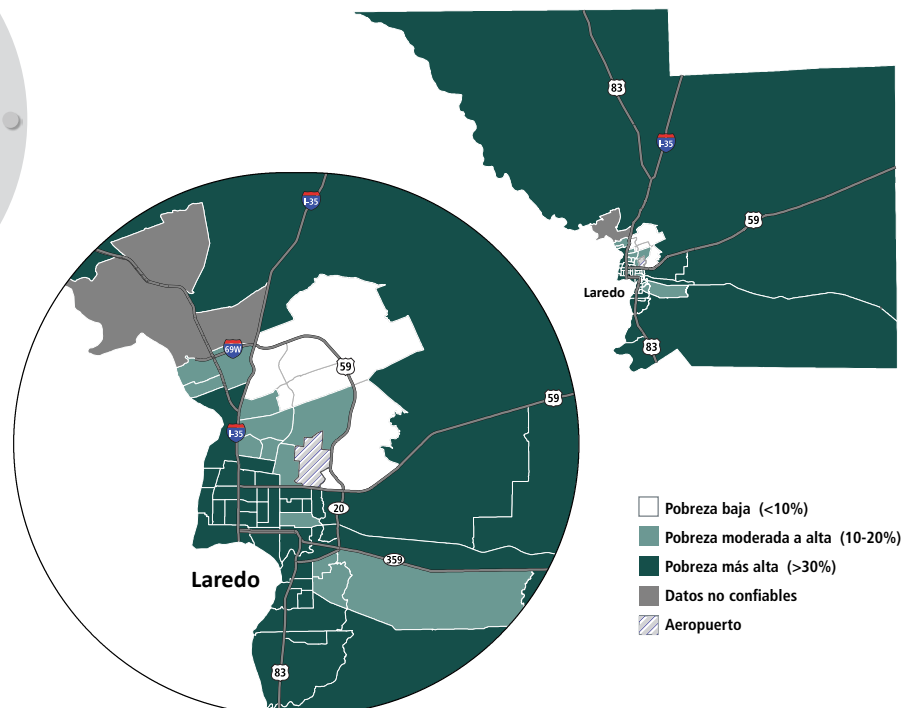 83
I-35
59
Laredo
83
I-35
69W
59
59
I-35
20
359
Laredo
83
Pobreza baja (<10%)
Pobreza moderada a alta (10-20%)
Pobreza más alta (>30%)
Datos no confiables
Aeropuerto